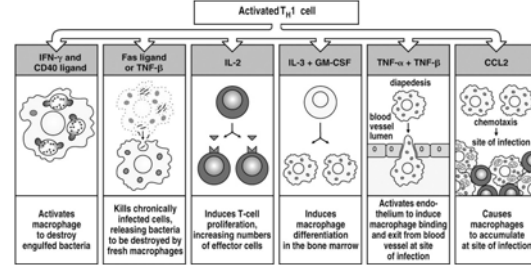 Activated TH1 cell
IFN-γ and
CD40 ligand
Fas ligand
or TNF-β
IL-2
IL-3 + GM-CSF
TNF-α + TNF-β
CCL2
diapedesis
blood
vessel
lumen
chemotaxis
site of infection
Activates
macrophage
to destroy
engulfed bacteria
Kills chronically
infected cells,
releasing bacteria
to be destroyed by
fresh macrophages
Induces T-cell
proliferation,
increasing numbers
of effector cells
Induces
macrophage
differentiation
in the bone marrow
Activates endo-
thelium to induce
macrophage binding
and exit from blood
vessel at site
of infection
Causes
macrophages
to accumulate
at site of infection